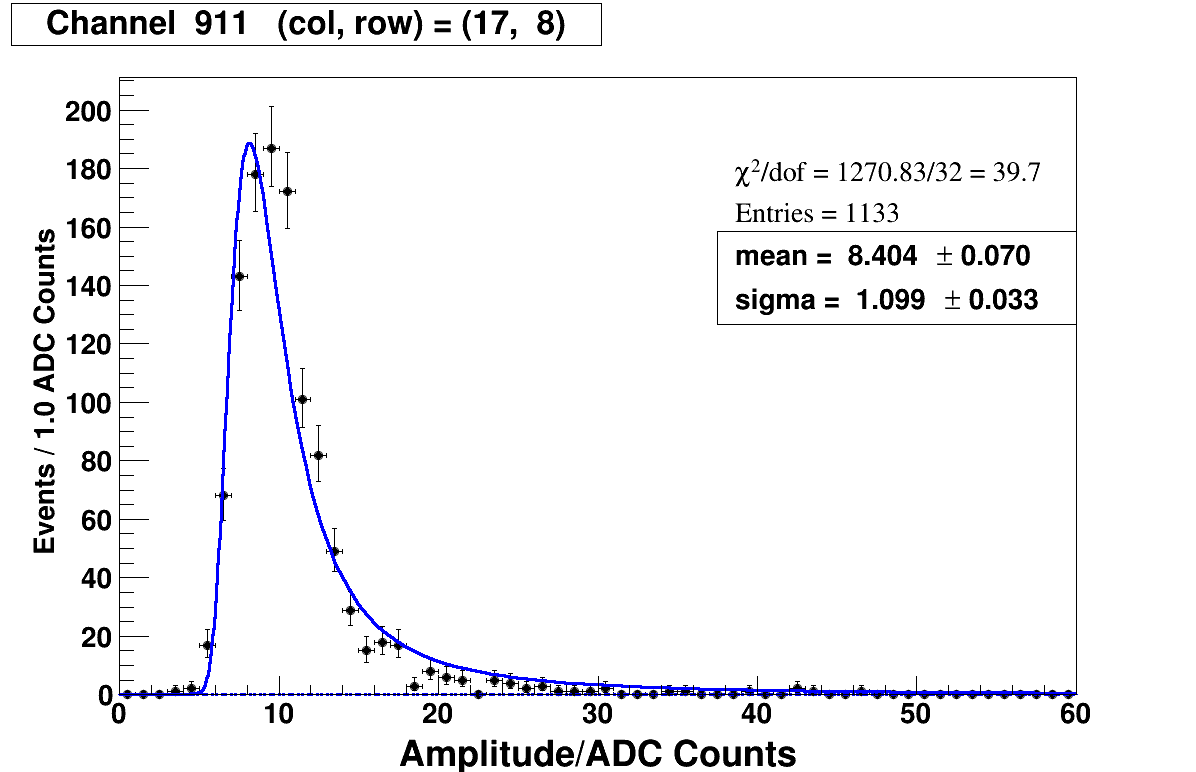 Channel 911 (col, row) = (17, 8)
χ²/dof = 1270.83/32 = 39.7
Entries = 1133
mean = 8.404 ± 0.070
sigma = 1.099 ± 0.033
Events / 1.0 ADC Counts
200
180
160
140
120
100
80
60
40
20
0
0 10 20 30 40 50 60
Amplitude/ADC Counts